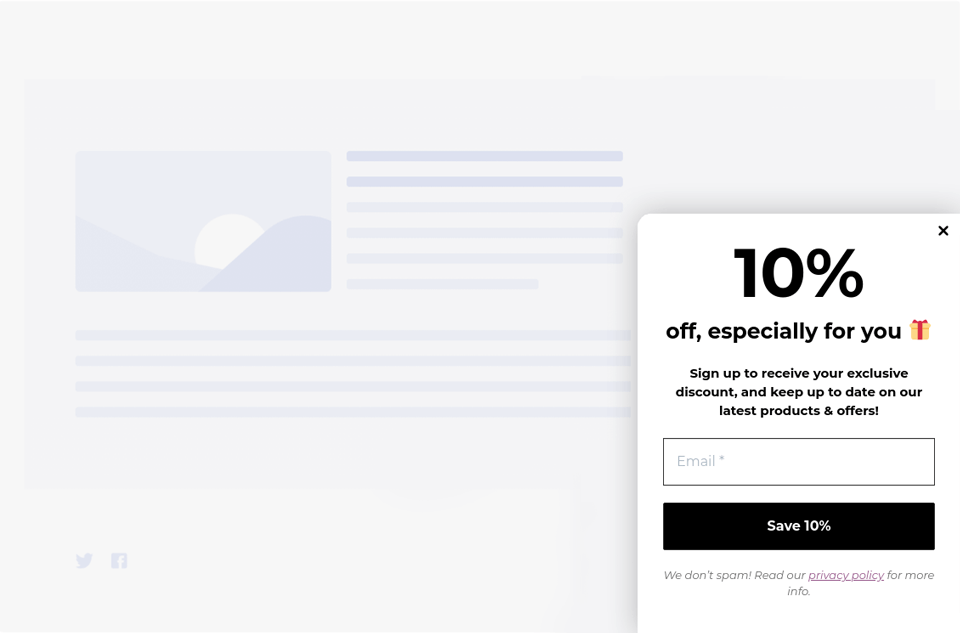 10%
off, especially for you 🎁
Sign up to receive your exclusive
discount, and keep up to date on our
latest products & offers!
Email *
Save 10%
We don't spam! Read our privacy policy for more
info.